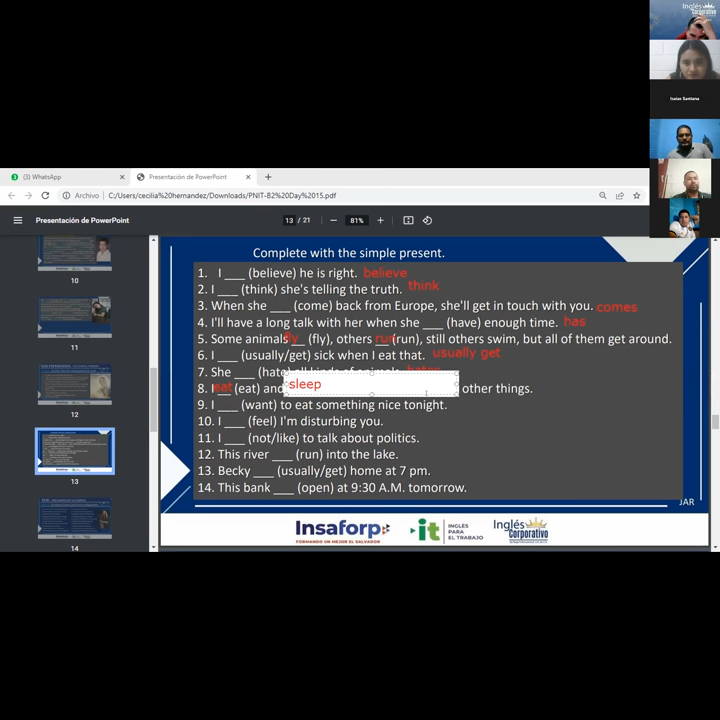 Inglés
Corporativo
Isaias Santana
(3) WhatsApp
Presentación de PowerPoint
Archivo
C:/Users/cecilia%20hernandez/Downloads/PNIT-B2%20Day%2015.pdf
Presentación de PowerPoint
13 / 21
81%
Complete with the simple present.
1. I ___ (believe) he is right. believe
2. I ___ (think) she's telling the truth. think
3. When she ___ (come) back from Europe, she'll get in touch with you. comes
4. I'll have a long talk with her when she ___ (have) enough time. has
5. Some animals fly (fly), others run (run), still others swim, but all of them get around.
6. I ___ (usually/get) sick when I eat that. usually get
7. She ___ (hate) all kinds of animals. hates
8. I eat (eat) and sleep other things.
9. I ___ (want) to eat something nice tonight.
10. I ___ (feel) I'm disturbing you.
11. I ___ (not/like) to talk about politics.
12. This river ___ (run) into the lake.
13. Becky ___ (usually/get) home at 7 pm.
14. This bank ___ (open) at 9:30 A.M. tomorrow.
JAR
10
11
12
13
14
Insaforp
FORMANDO UN MEJOR EL SALVADOR
it
INGLÉS
PARA
EL TRABAJO
Inglés
Corporativo